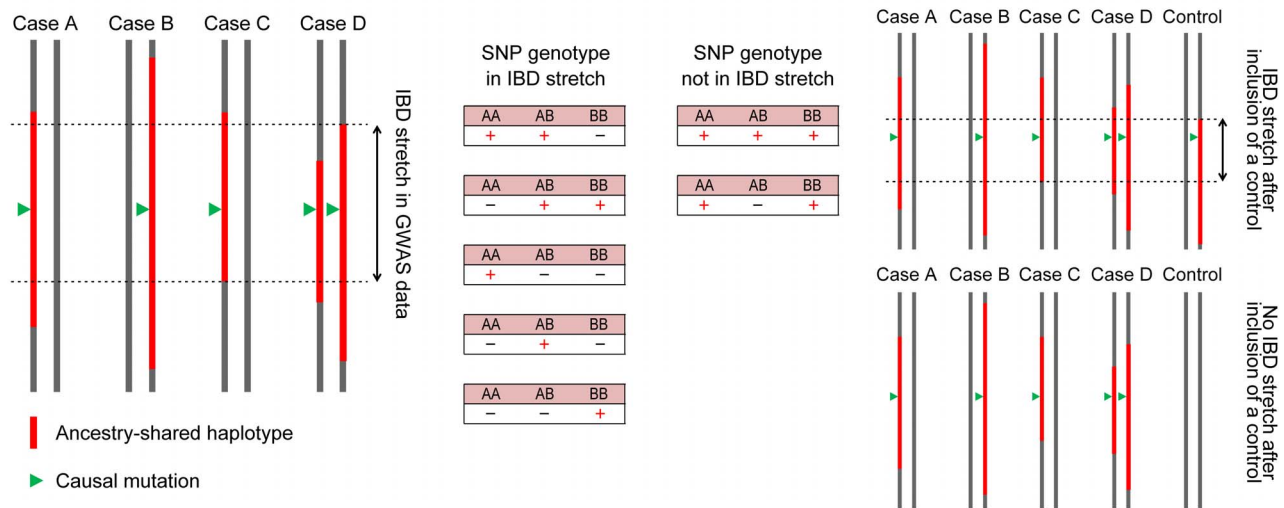 Case A Case B Case C Case D
IBD stretch in GWAS data
Ancestry-shared haplotype
Causal mutation
SNP genotype
in IBD stretch
AA AB BB
+ + −
AA AB BB
− + +
AA AB BB
+ − −
AA AB BB
− + −
AA AB BB
− − +
SNP genotype
not in IBD stretch
AA AB BB
+ + +
AA AB BB
+ − +
Case A Case B Case C Case D Control
IBD stretch after
inclusion of a control
Case A Case B Case C Case D Control
No IBD stretch after
inclusion of a control